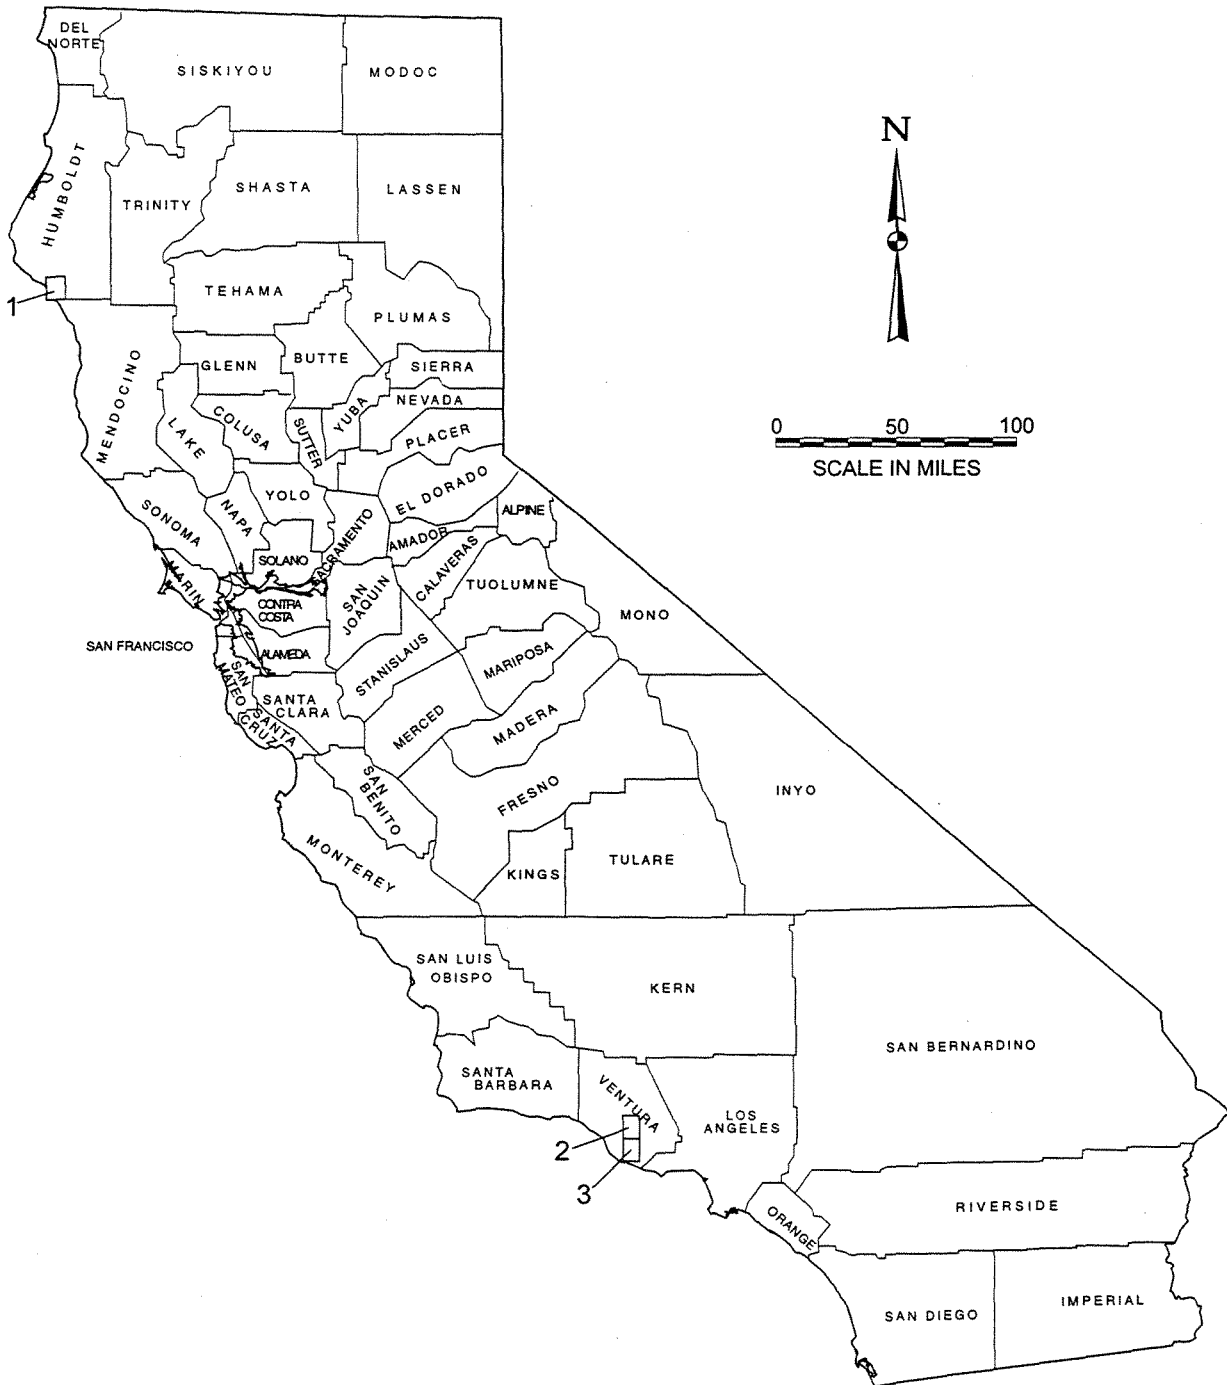 DEL
NORTE
SISKIYOU
MODOC
N
HUMBOLDT
TRINITY
SHASTA
LASSEN
1
TEHAMA
PLUMAS
MENDOCINO
GLENN
BUTTE
SIERRA
LAKE
COLUSA
SUTTER
YUBA
NEVADA
PLACER
0 50 100
SCALE IN MILES
SONOMA
NAPA
YOLO
EL DORADO
SACRAMENTO
ALPINE
AMADOR
SOLANO
CALAVERAS
MARIN
TUOLUMNE
CONTRA
COSTA
SAN
JOAQUIN
MONO
SAN FRANCISCO
ALAMEDA
STANISLAUS
MARIPOSA
SAN
MATEO
SANTA
CLARA
SANTA
CRUZ
MERCED
MADERA
SAN
BENITO
FRESNO
INYO
MONTEREY
KINGS
TULARE
SAN LUIS
OBISPO
KERN
SAN BERNARDINO
SANTA
BARBARA
VENTURA
LOS
ANGELES
2
3
ORANGE
RIVERSIDE
SAN DIEGO
IMPERIAL